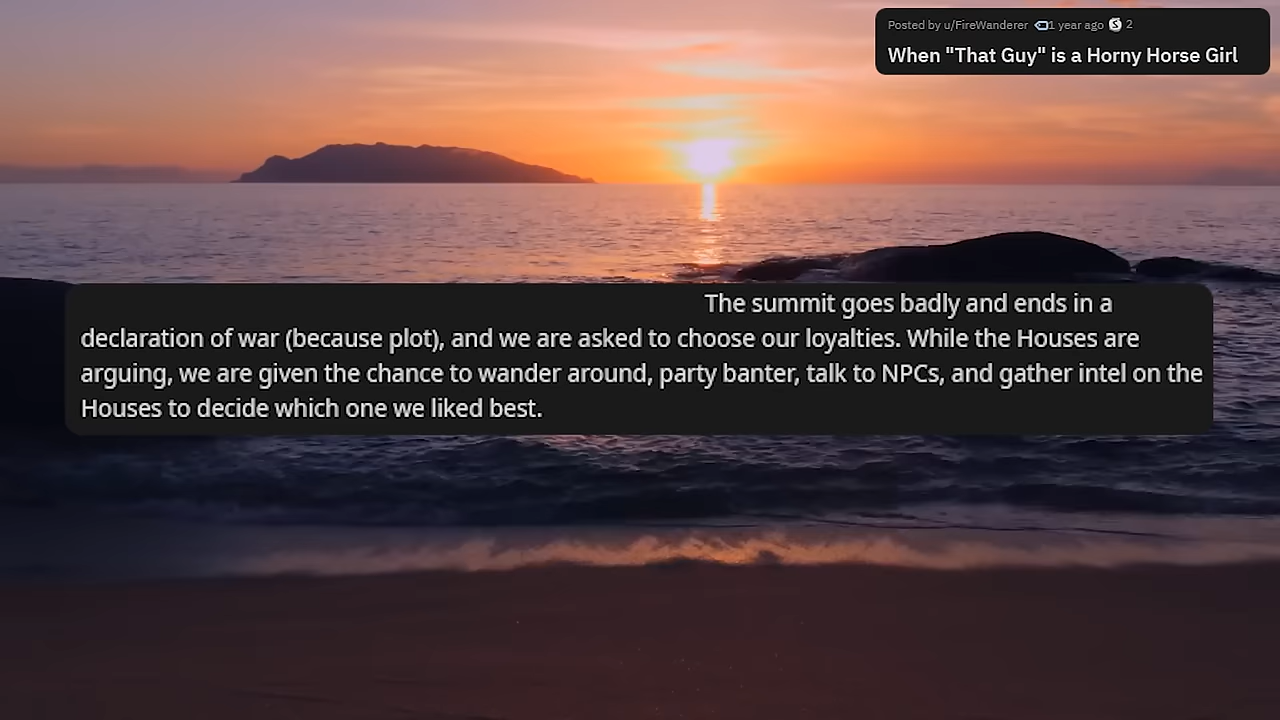 Posted by u/FireWanderer 1 year ago S 2
When "That Guy" is a Horny Horse Girl
The summit goes badly and ends in a
declaration of war (because plot), and we are asked to choose our loyalties. While the Houses are
arguing, we are given the chance to wander around, party banter, talk to NPCs, and gather intel on the
Houses to decide which one we liked best.